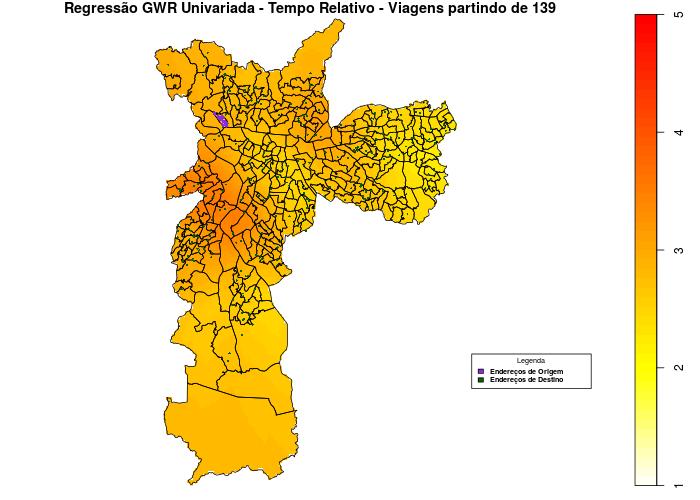 Regressão GWR Univariada - Tempo Relativo - Viagens partindo de 139
5
4
3
2
1
Legenda
Endereços de Origem
Endereços de Destino